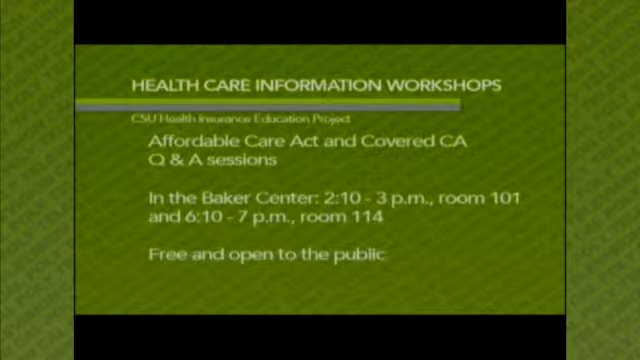 HEALTH CARE INFORMATION WORKSHOPS
CSU Health Insurance Education Project
Affordable Care Act and Covered CA
Q & A sessions
In the Baker Center: 2:10 - 3 p.m., room 101
and 6:10 - 7 p.m., room 114
Free and open to the public